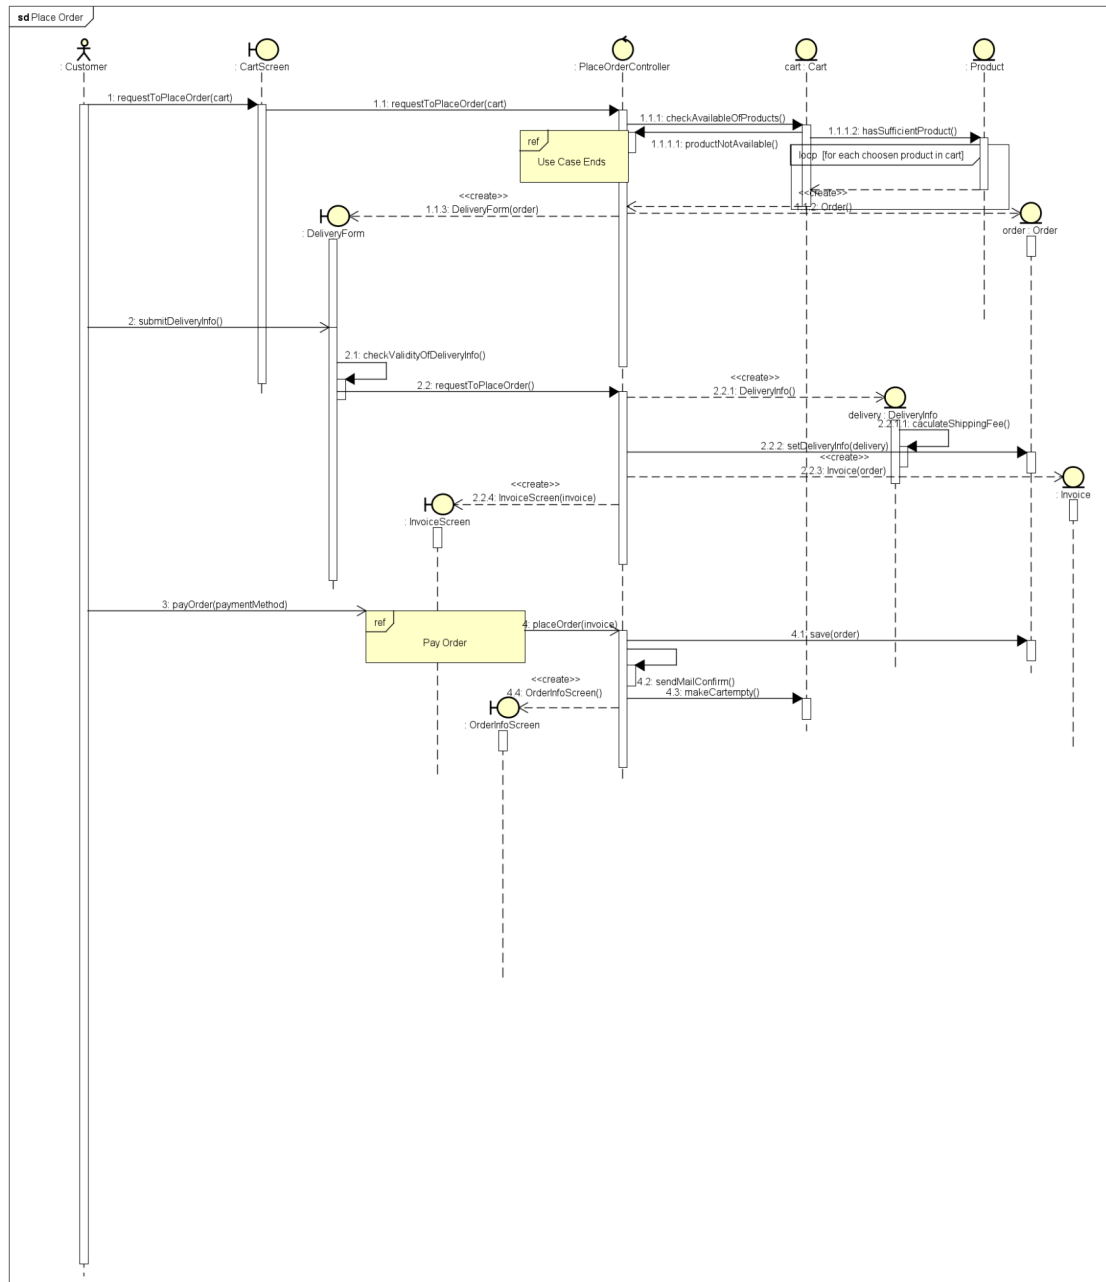 sd Place Order
: Customer
: CartScreen
: PlaceOrderController
cart : Cart
: Product
1: requestToPlaceOrder(cart)
1.1: requestToPlaceOrder(cart)
1.1.1: checkAvailableOfProducts()
1.1.1.2: hasSufficientProduct()
ref
Use Case Ends
1.1.1.1: productNotAvailable()
loop [for each choosen product in cart]
<<create>>
1.1.3: DeliveryForm(order)
<<create>>
1.1.2: Order()
: DeliveryForm
order : Order
2: submitDeliveryInfo()
2.1: checkValidityOfDeliveryInfo()
2.2: requestToPlaceOrder()
<<create>>
2.2.1: DeliveryInfo()
delivery : DeliveryInfo
2.2.1.1: caculateShippingFee()
2.2.2: setDeliveryInfo(delivery)
<<create>>
2.2.3: Invoice(order)
<<create>>
2.2.4: InvoiceScreen(invoice)
: Invoice
: InvoiceScreen
3: payOrder(paymentMethod)
ref
Pay Order
4: placeOrder(invoice)
4.1: save(order)
4.2: sendMailConfirm()
<<create>>
4.4: OrderInfoScreen()
4.3: makeCartempty()
: OrderInfoScreen